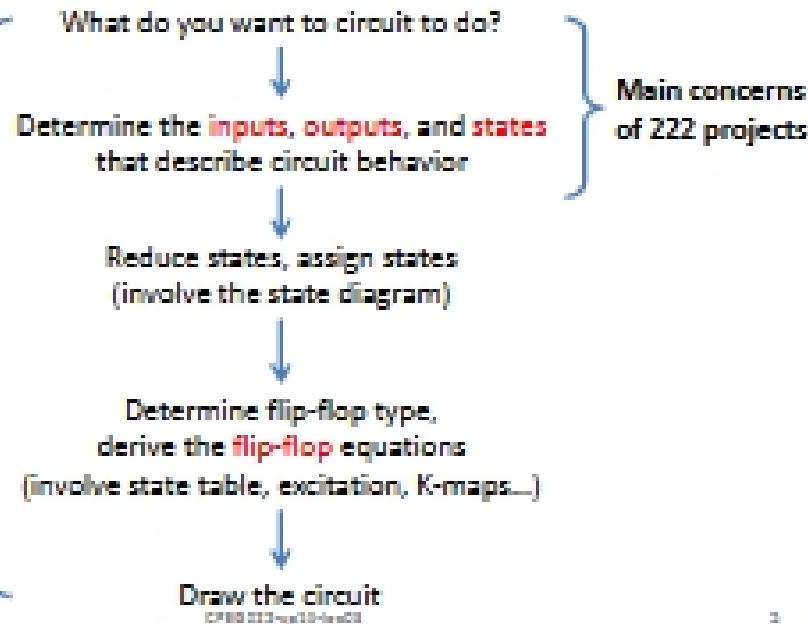 What do you want to circuit to do?
Main concerns
of 222 projects
Determine the inputs, outputs, and states
that describe circuit behavior
Reduce states, assign states
(involve the state diagram)
Determine flip-flop type,
derive the flip-flop equations
(involve state table, excitation, K-maps...)
Draw the circuit